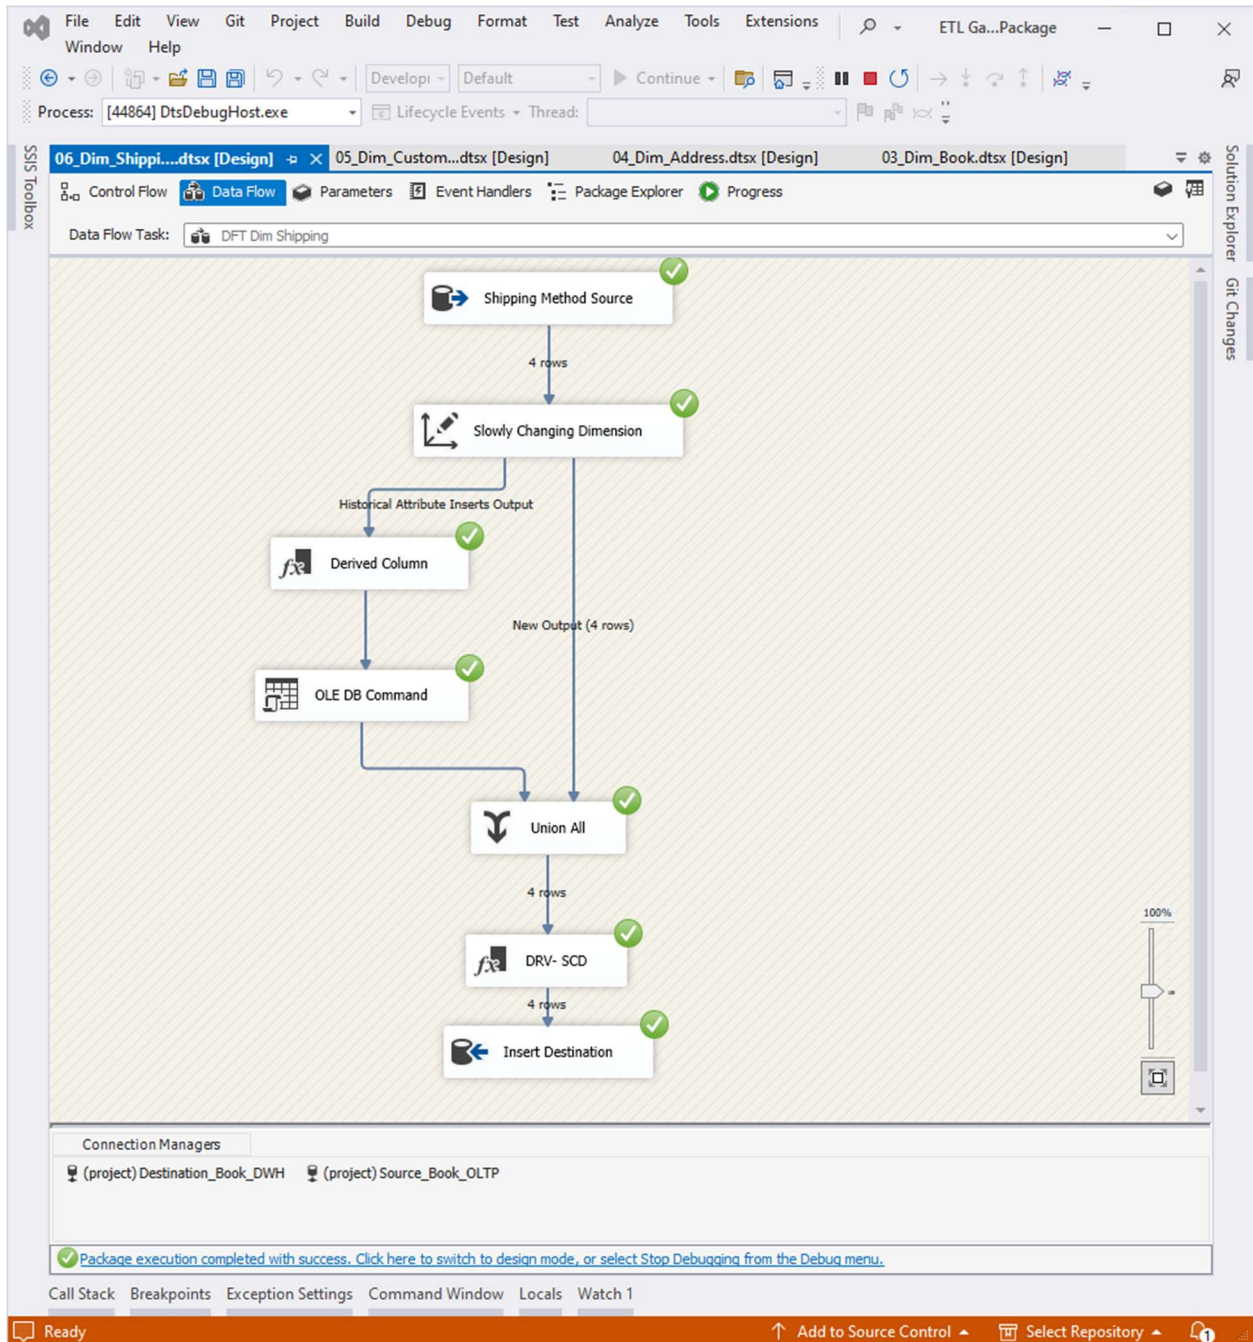 File Edit View Git Project Build Debug Format Test Analyze Tools Extensions
ETL Ga...Package
Window Help
Developi Default Continue
Process: [44864] DtsDebugHost.exe Lifecycle Events Thread:
SSIS Toolbox
06_Dim_Shippi....dtsx [Design] 05_Dim_Custom...dtsx [Design] 04_Dim_Address.dtsx [Design] 03_Dim_Book.dtsx [Design]
Solution Explorer
Git Changes
Control Flow Data Flow Parameters Event Handlers Package Explorer Progress
Data Flow Task: DFT Dim Shipping
Shipping Method Source
4 rows
Slowly Changing Dimension
Historical Attribute Inserts Output
Derived Column
New Output (4 rows)
OLE DB Command
Union All
4 rows
100%
DRV- SCD
4 rows
Insert Destination
Connection Managers
(project) Destination_Book_DWH (project) Source_Book_OLTP
Package execution completed with success. Click here to switch to design mode, or select Stop Debugging from the Debug menu.
Call Stack Breakpoints Exception Settings Command Window Locals Watch 1
Ready Add to Source Control Select Repository 1